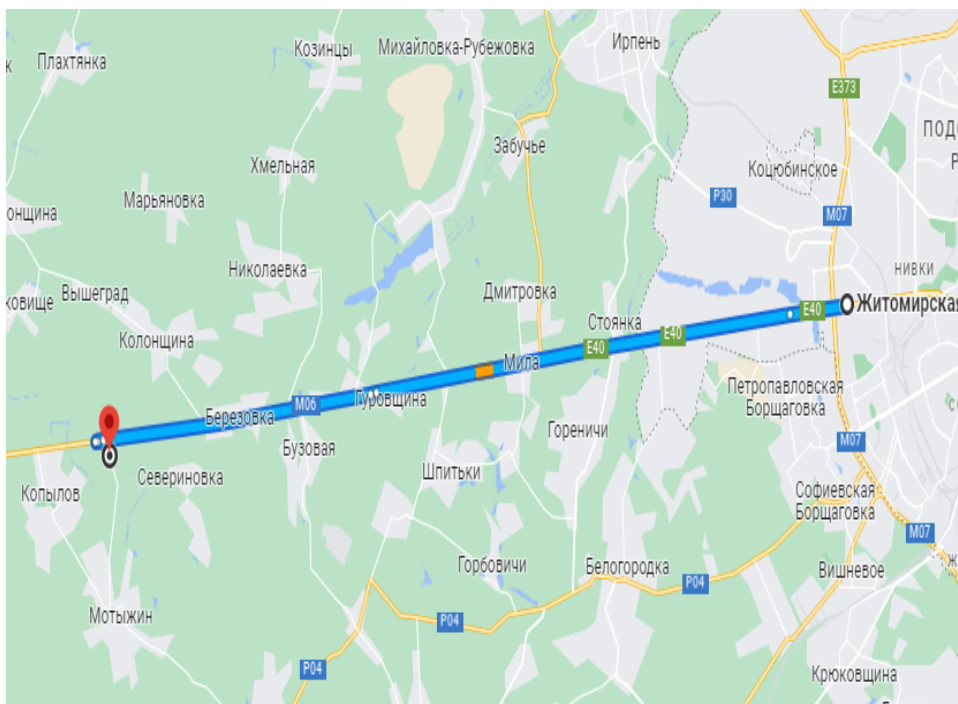 Козинцы
Михайловка-Рубежовка
Ирпень
Плахтянка
E373
ПОДО
Р
Забучье
Хмельная
Коцюбинское
Марьяновка
P30
онщина
M07
Николаевка
НИВКИ
ковище
Вышеград
Дмитровка
Житомирская
E40
Стоянка
E40
Колонщина
E40
Мила
Петропавловская
Борщаговка
Гуровщина
M06
Березовка
Гореничи
M07
Бузовая
Шпитьки
Севериновка
Копылов
Софиевская
Борщаговка
M07
Горбовичи
Белогородка
P04
Вишневое
Мотыжин
P04
P04
Крюковщина